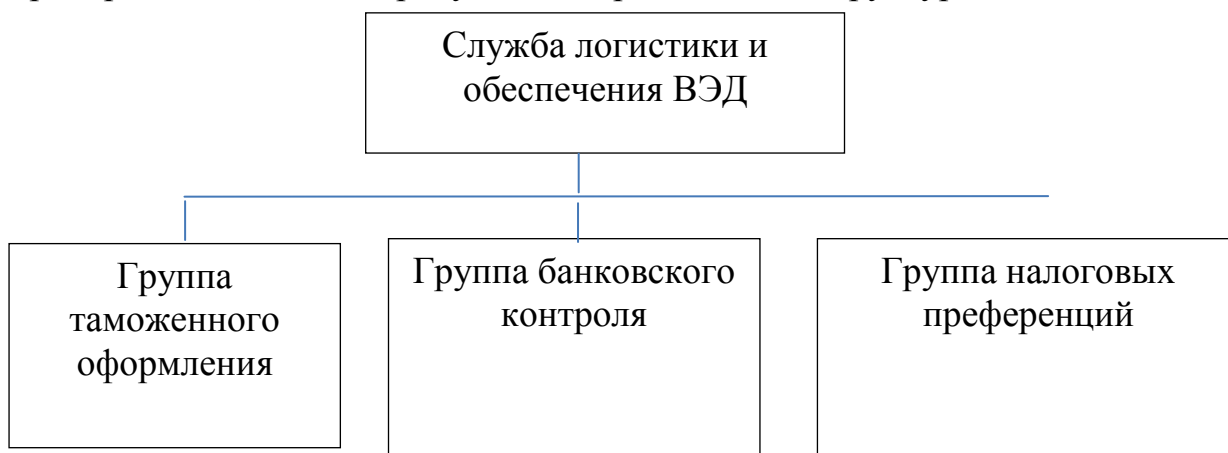 Служба логистики и
обеспечения ВЭД
Группа
таможенного
оформления
Группа банковского
контроля
Группа налоговых
преференций